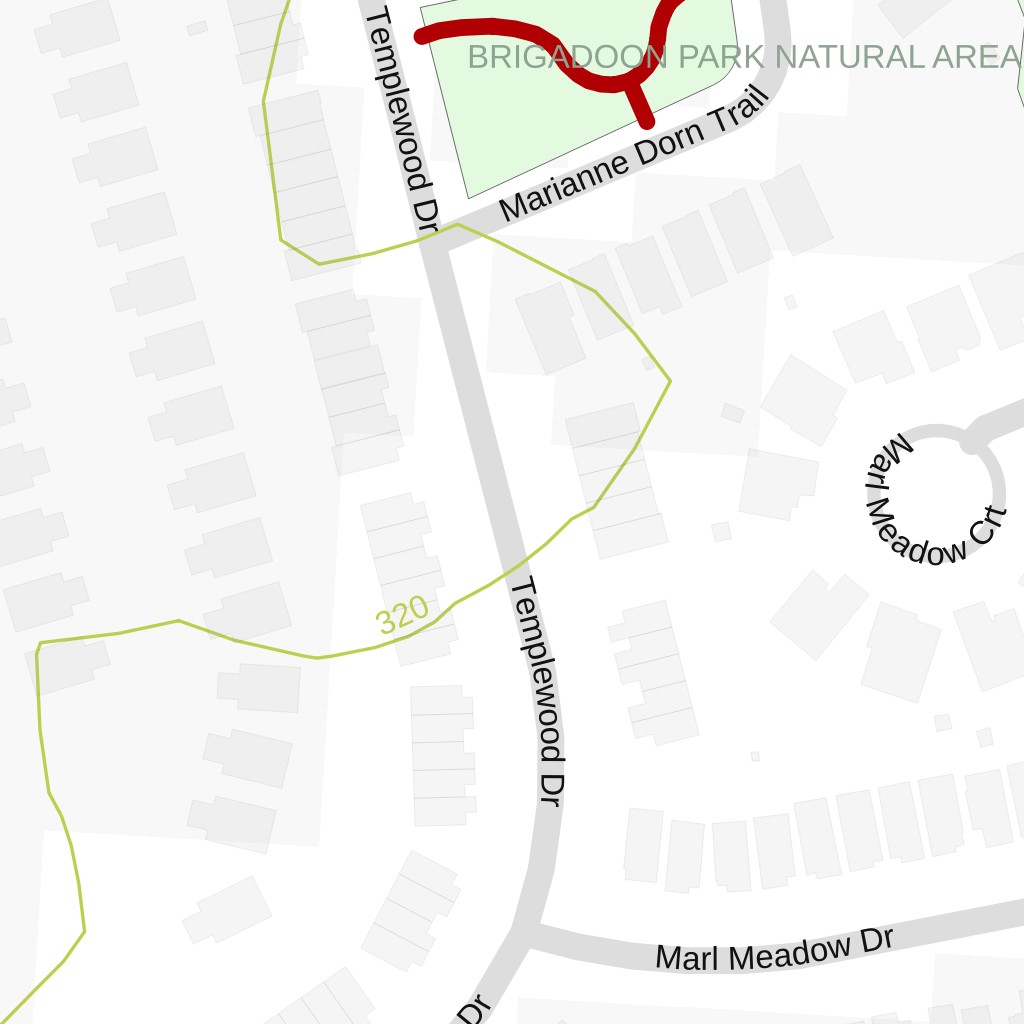 Templewood Dr
BRIGADOON PARK NATURAL AREA
Marianne Dorn Trail
Marl Meadow Crt
320
Templewood Dr
Marl Meadow Dr
Dr